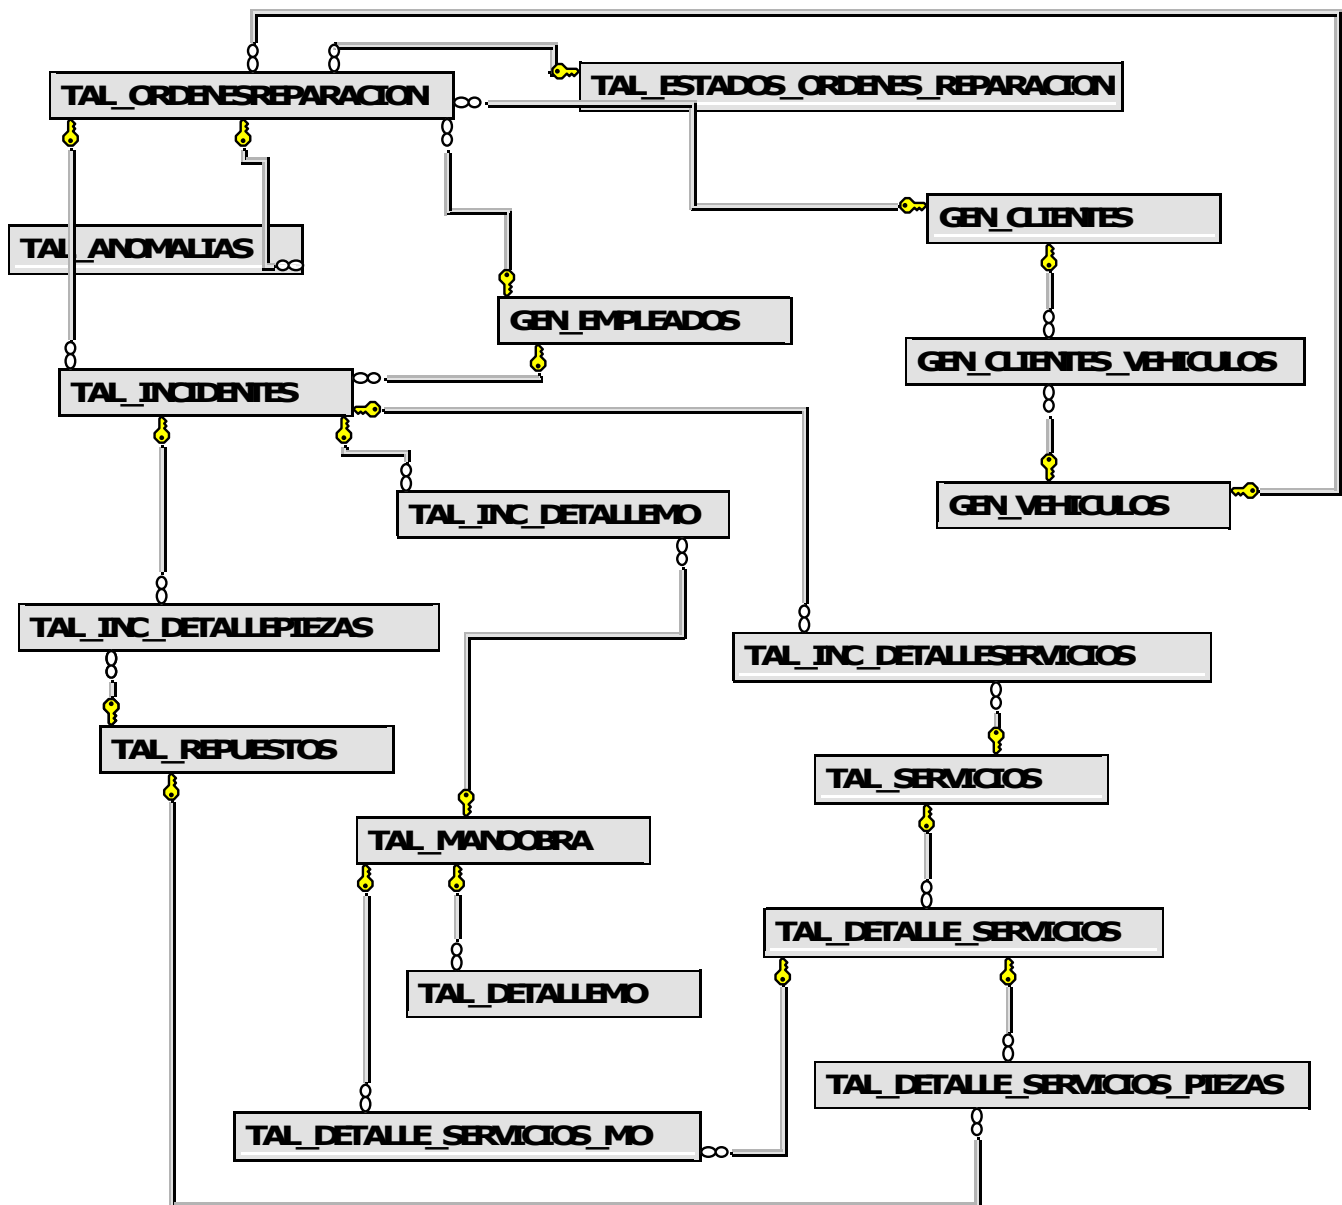 TAL_ORDENESREPARACION
TAL_ESTADOS_ORDENES_REPARACION
GEN_CLIENTES
TAL_ANOMALIAS
GEN_EMPLEADOS
GEN_CLIENTES_VEHICULOS
TAL_INCIDENTES
GEN_VEHICULOS
TAL_INC_DETALLEMO
TAL_INC_DETALLEPIEZAS
TAL_INC_DETALLESERVICIOS
TAL_REPUESTOS
TAL_SERVICIOS
TAL_MANOOBRA
TAL_DETALLE_SERVICIOS
TAL_DETALLEMO
TAL_DETALLE_SERVICIOS_PIEZAS
TAL_DETALLE_SERVICIOS_MO